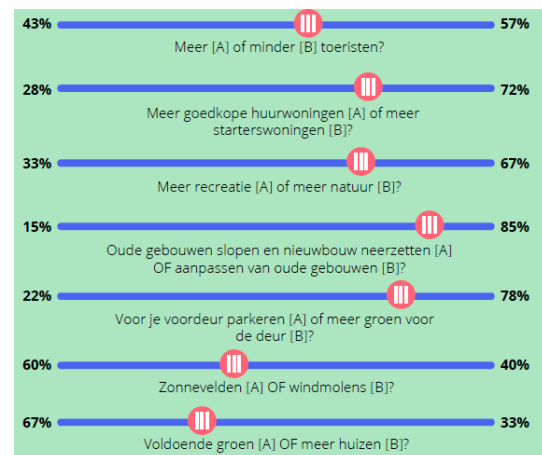 43% 57%
Meer [A] of minder [B] toeristen?
28% 72%
Meer goedkope huurwoningen [A] of meer
starterswoningen [B]?
33% 67%
Meer recreatie [A] of meer natuur [B]?
15% 85%
Oude gebouwen slopen en nieuwbouw neerzetten [A]
OF aanpassen van oude gebouwen [B]?
22% 78%
Voor je voordeur parkeren [A] of meer groen voor
de deur [B]?
60% 40%
Zonnevelden [A] OF windmolens [B]?
67% 33%
Voldoende groen [A] OF meer huizen [B]?